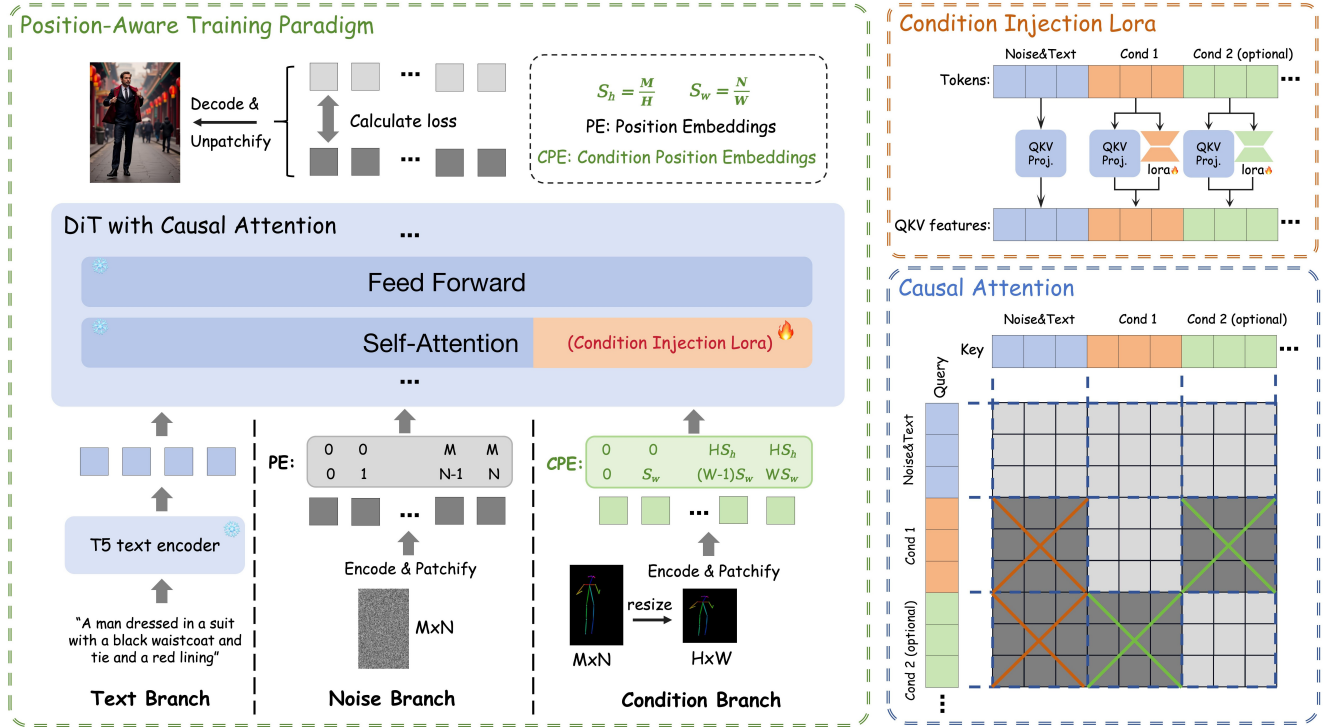 Position-Aware Training Paradigm
Decode &
Unpatchify
...
Calculate loss
...
S_h = M/H S_w = N/W
PE: Position Embeddings
CPE: Condition Position Embeddings
DiT with Causal Attention
...
Feed Forward
Self-Attention (Condition Injection Lora)
...
T5 text encoder
“A man dressed in a suit
with a black waistcoat and
tie and a red lining”
Text Branch
PE: 0 0 M M
0 1 N-1 N
...
Encode & Patchify
MxN
Noise Branch
CPE: 0 0 HS_h HS_h
0 S_w (W-1)S_w WS_w
...
Encode & Patchify
resize
MxN HxW
Condition Branch
Condition Injection Lora
Noise&Text Cond 1 Cond 2 (optional)
Tokens: ...
QKV Proj. QKV Proj. lora QKV Proj. lora
QKV features: ...
Causal Attention
Noise&Text Cond 1 Cond 2 (optional)
Key ...
Query
Noise&Text
Cond 1
Cond 2 (optional)
...